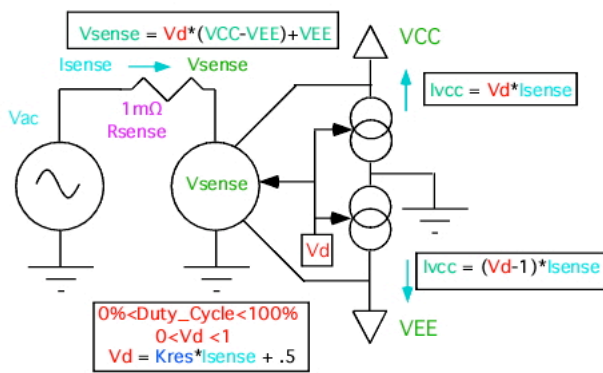 Vsense = Vd*(VCC-VEE)+VEE
VCC
Isense
Vsense
Ivcc = Vd*Isense
1mΩ
Rsense
Vac
Vsense
Vd
Ivcc = (Vd-1)*Isense
0%<Duty_Cycle<100%
0<Vd <1
Vd = Kres*Isense + .5
VEE